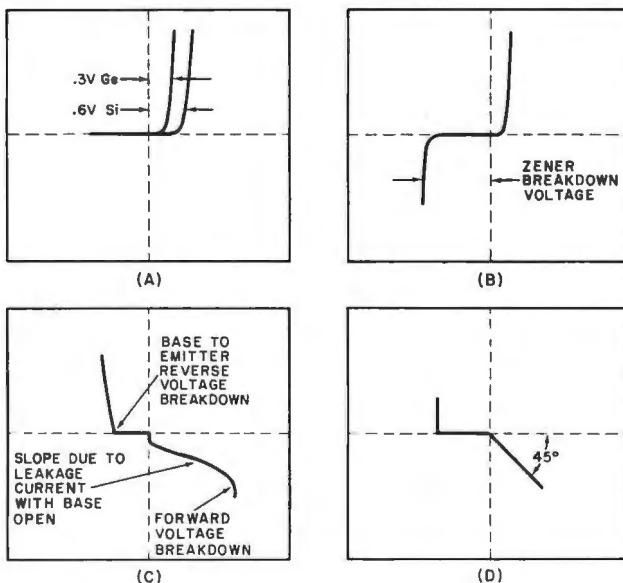 .3V Ge
.6V Si
(A)
ZENER
BREAKDOWN
VOLTAGE
(B)
BASE TO
EMITTER
REVERSE
VOLTAGE
BREAKDOWN
SLOPE DUE TO
LEAKAGE
CURRENT
WITH BASE
OPEN
FORWARD
VOLTAGE
BREAKDOWN
(C)
45°
(D)